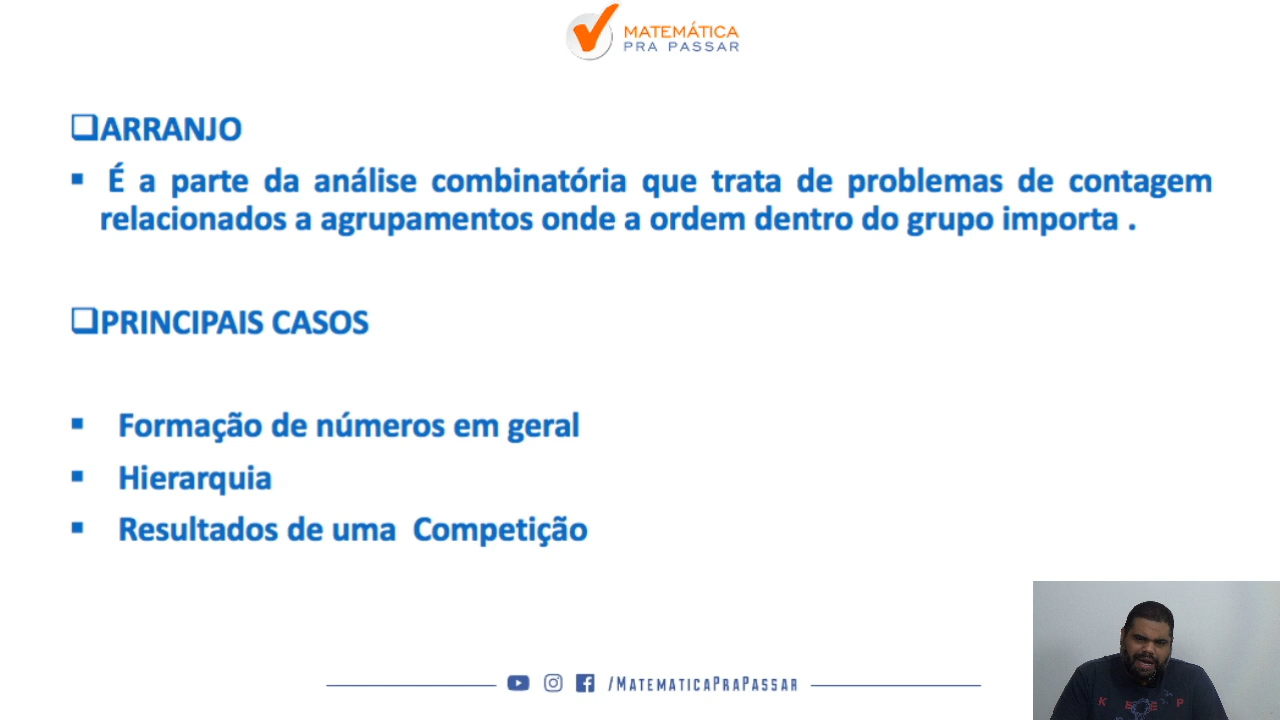 MATEMÁTICA
PRA PASSAR
❑ARRANJO
▪ É a parte da análise combinatória que trata de problemas de contagem
relacionados a agrupamentos onde a ordem dentro do grupo importa .
❑PRINCIPAIS CASOS
▪ Formação de números em geral
▪ Hierarquia
▪ Resultados de uma Competição
/MATEMATICAPRAPASSAR